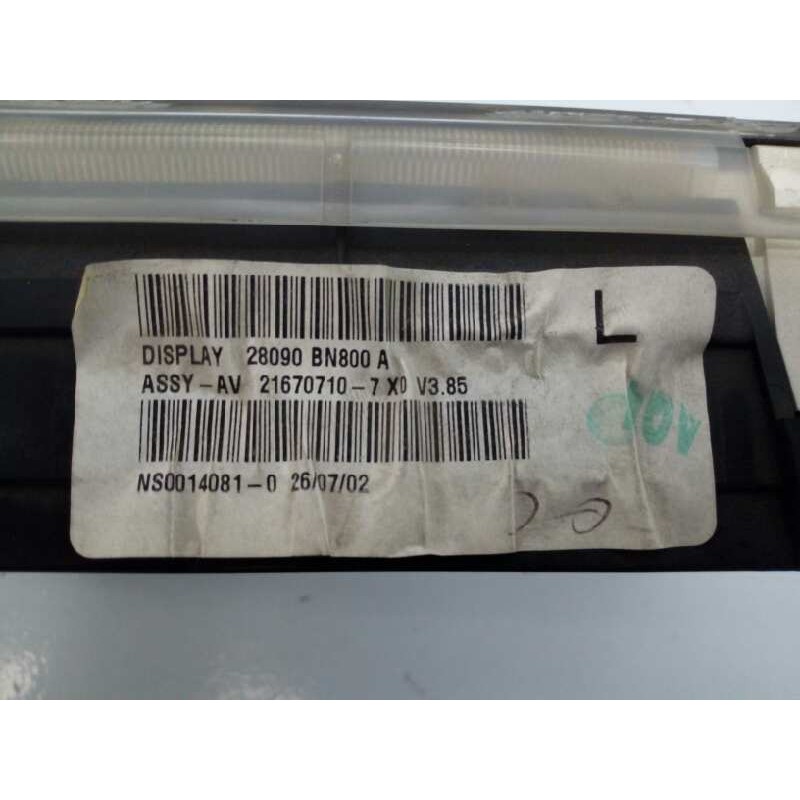 L
DISPLAY 28090 BN800 A
ASSY-AV 21670710-7 X0 V3.85
NS0014081-0 26/07/02